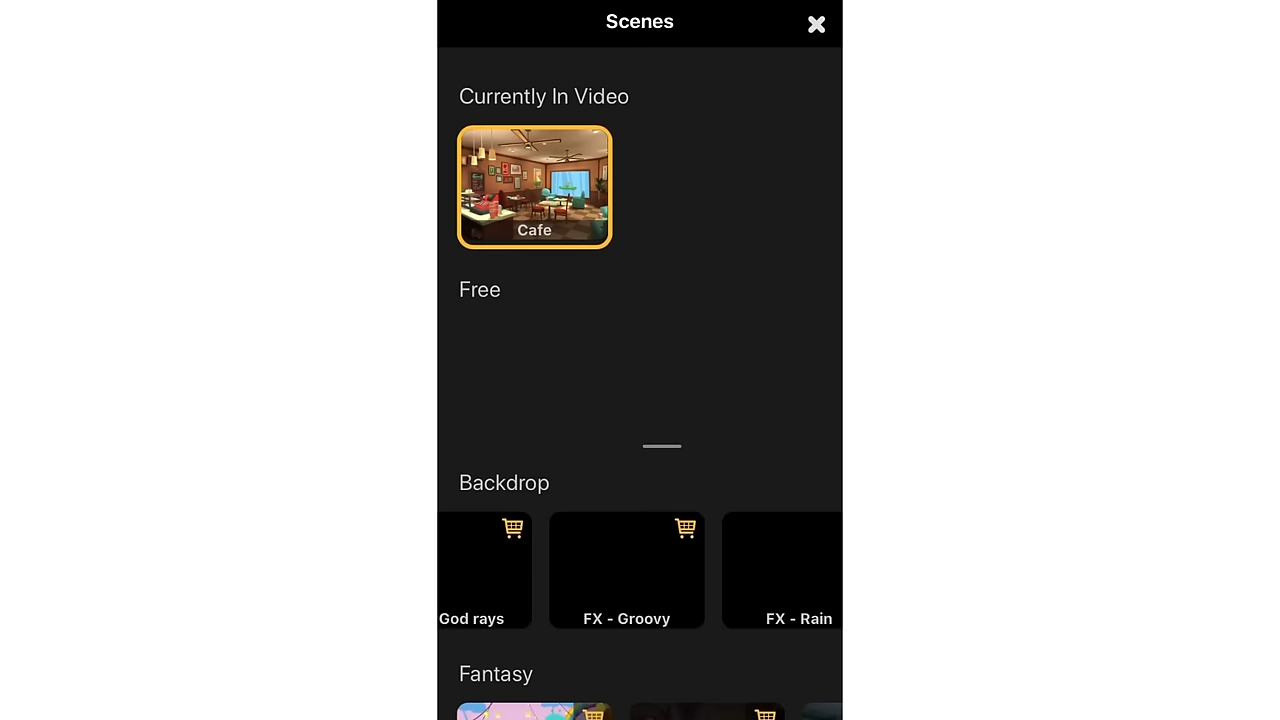 Scenes
Currently In Video
Cafe
Free
Backdrop
God rays
FX - Groovy
FX - Rain
Fantasy